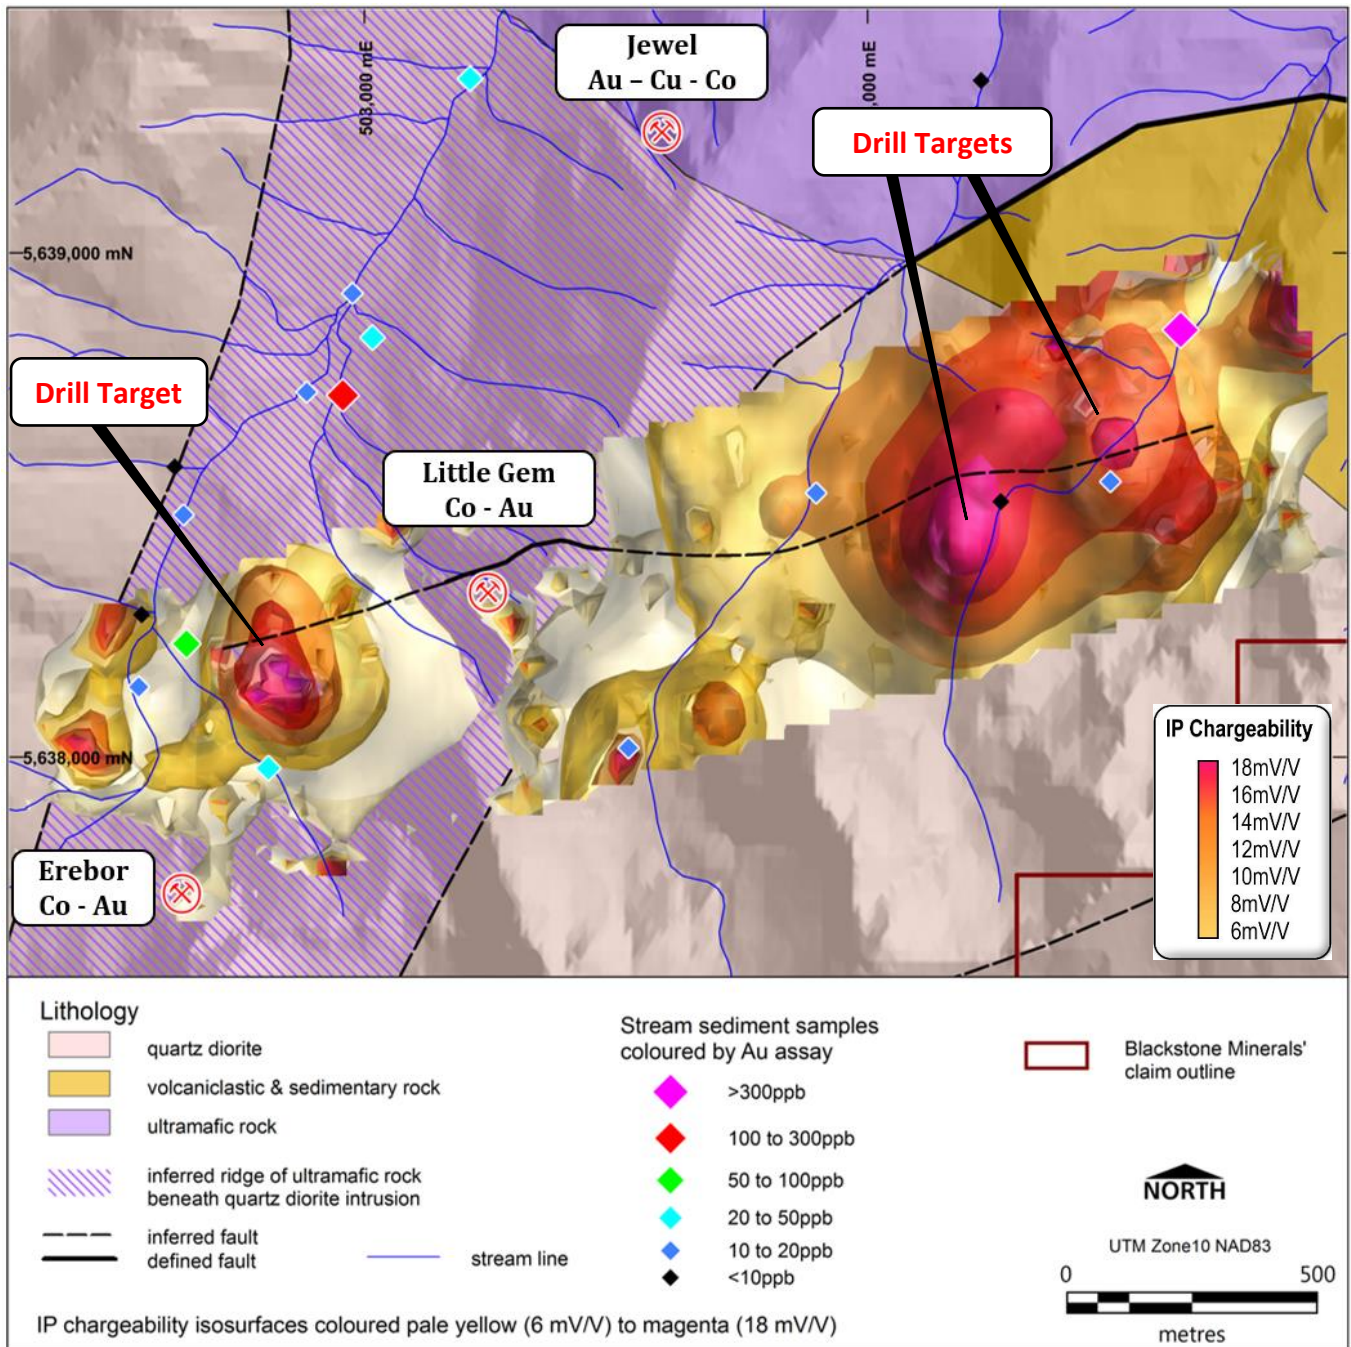 Jewel
Au – Cu - Co
503,000 mE
,000 mE
Drill Targets
5,639,000 mN
Drill Target
Little Gem
Co - Au
5,638,000 mN
Erebor
Co - Au
IP Chargeability
18mV/V
16mV/V
14mV/V
12mV/V
10mV/V
8mV/V
6mV/V
Lithology
quartz diorite
volcaniclastic & sedimentary rock
ultramafic rock
inferred ridge of ultramafic rock
beneath quartz diorite intrusion
inferred fault
defined fault
stream line
Stream sediment samples
coloured by Au assay
>300ppb
100 to 300ppb
50 to 100ppb
20 to 50ppb
10 to 20ppb
<10ppb
Blackstone Minerals'
claim outline
NORTH
UTM Zone10 NAD83
0 500
metres
IP chargeability isosurfaces coloured pale yellow (6 mV/V) to magenta (18 mV/V)